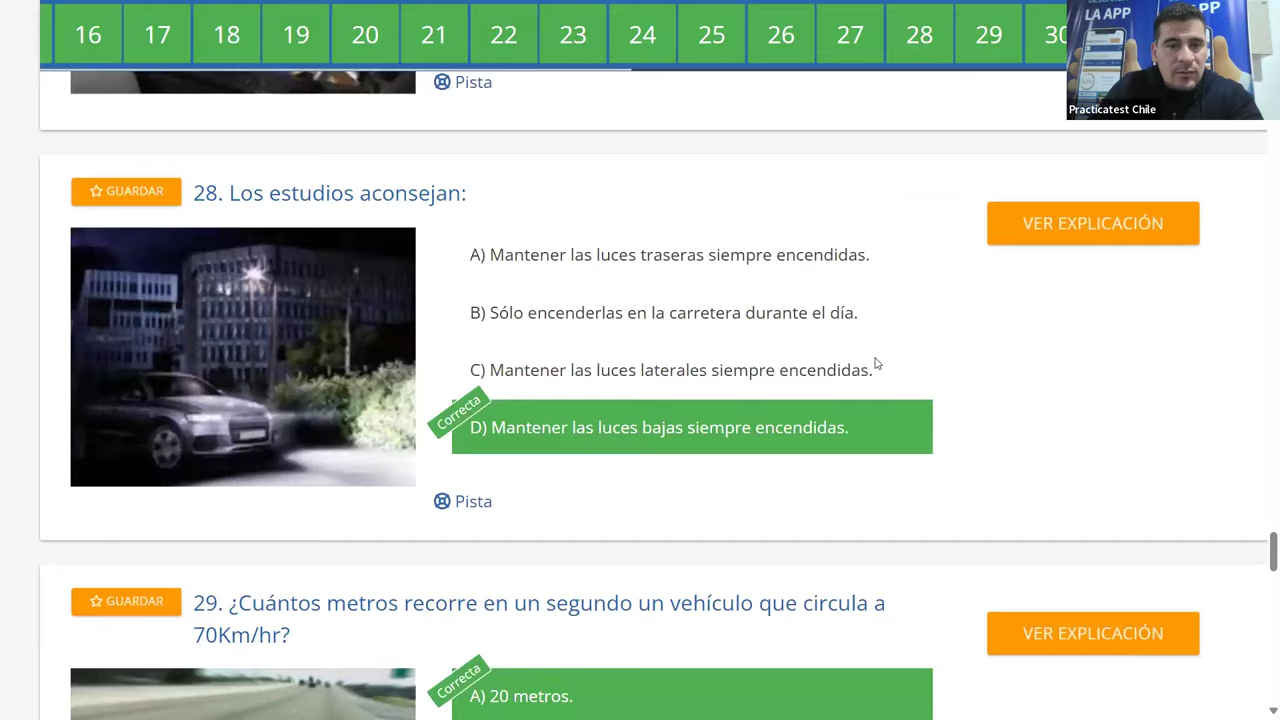 16 17 18 19 20 21 22 23 24 25 26 27 28 29 30
LA APP
Practicatest Chile
Pista
GUARDAR
28. Los estudios aconsejan:
VER EXPLICACIÓN
A) Mantener las luces traseras siempre encendidas.
B) Sólo encenderlas en la carretera durante el día.
C) Mantener las luces laterales siempre encendidas.
Correcta
D) Mantener las luces bajas siempre encendidas.
Pista
GUARDAR
29. ¿Cuántos metros recorre en un segundo un vehículo que circula a
70Km/hr?
VER EXPLICACIÓN
Correcta
A) 20 metros.